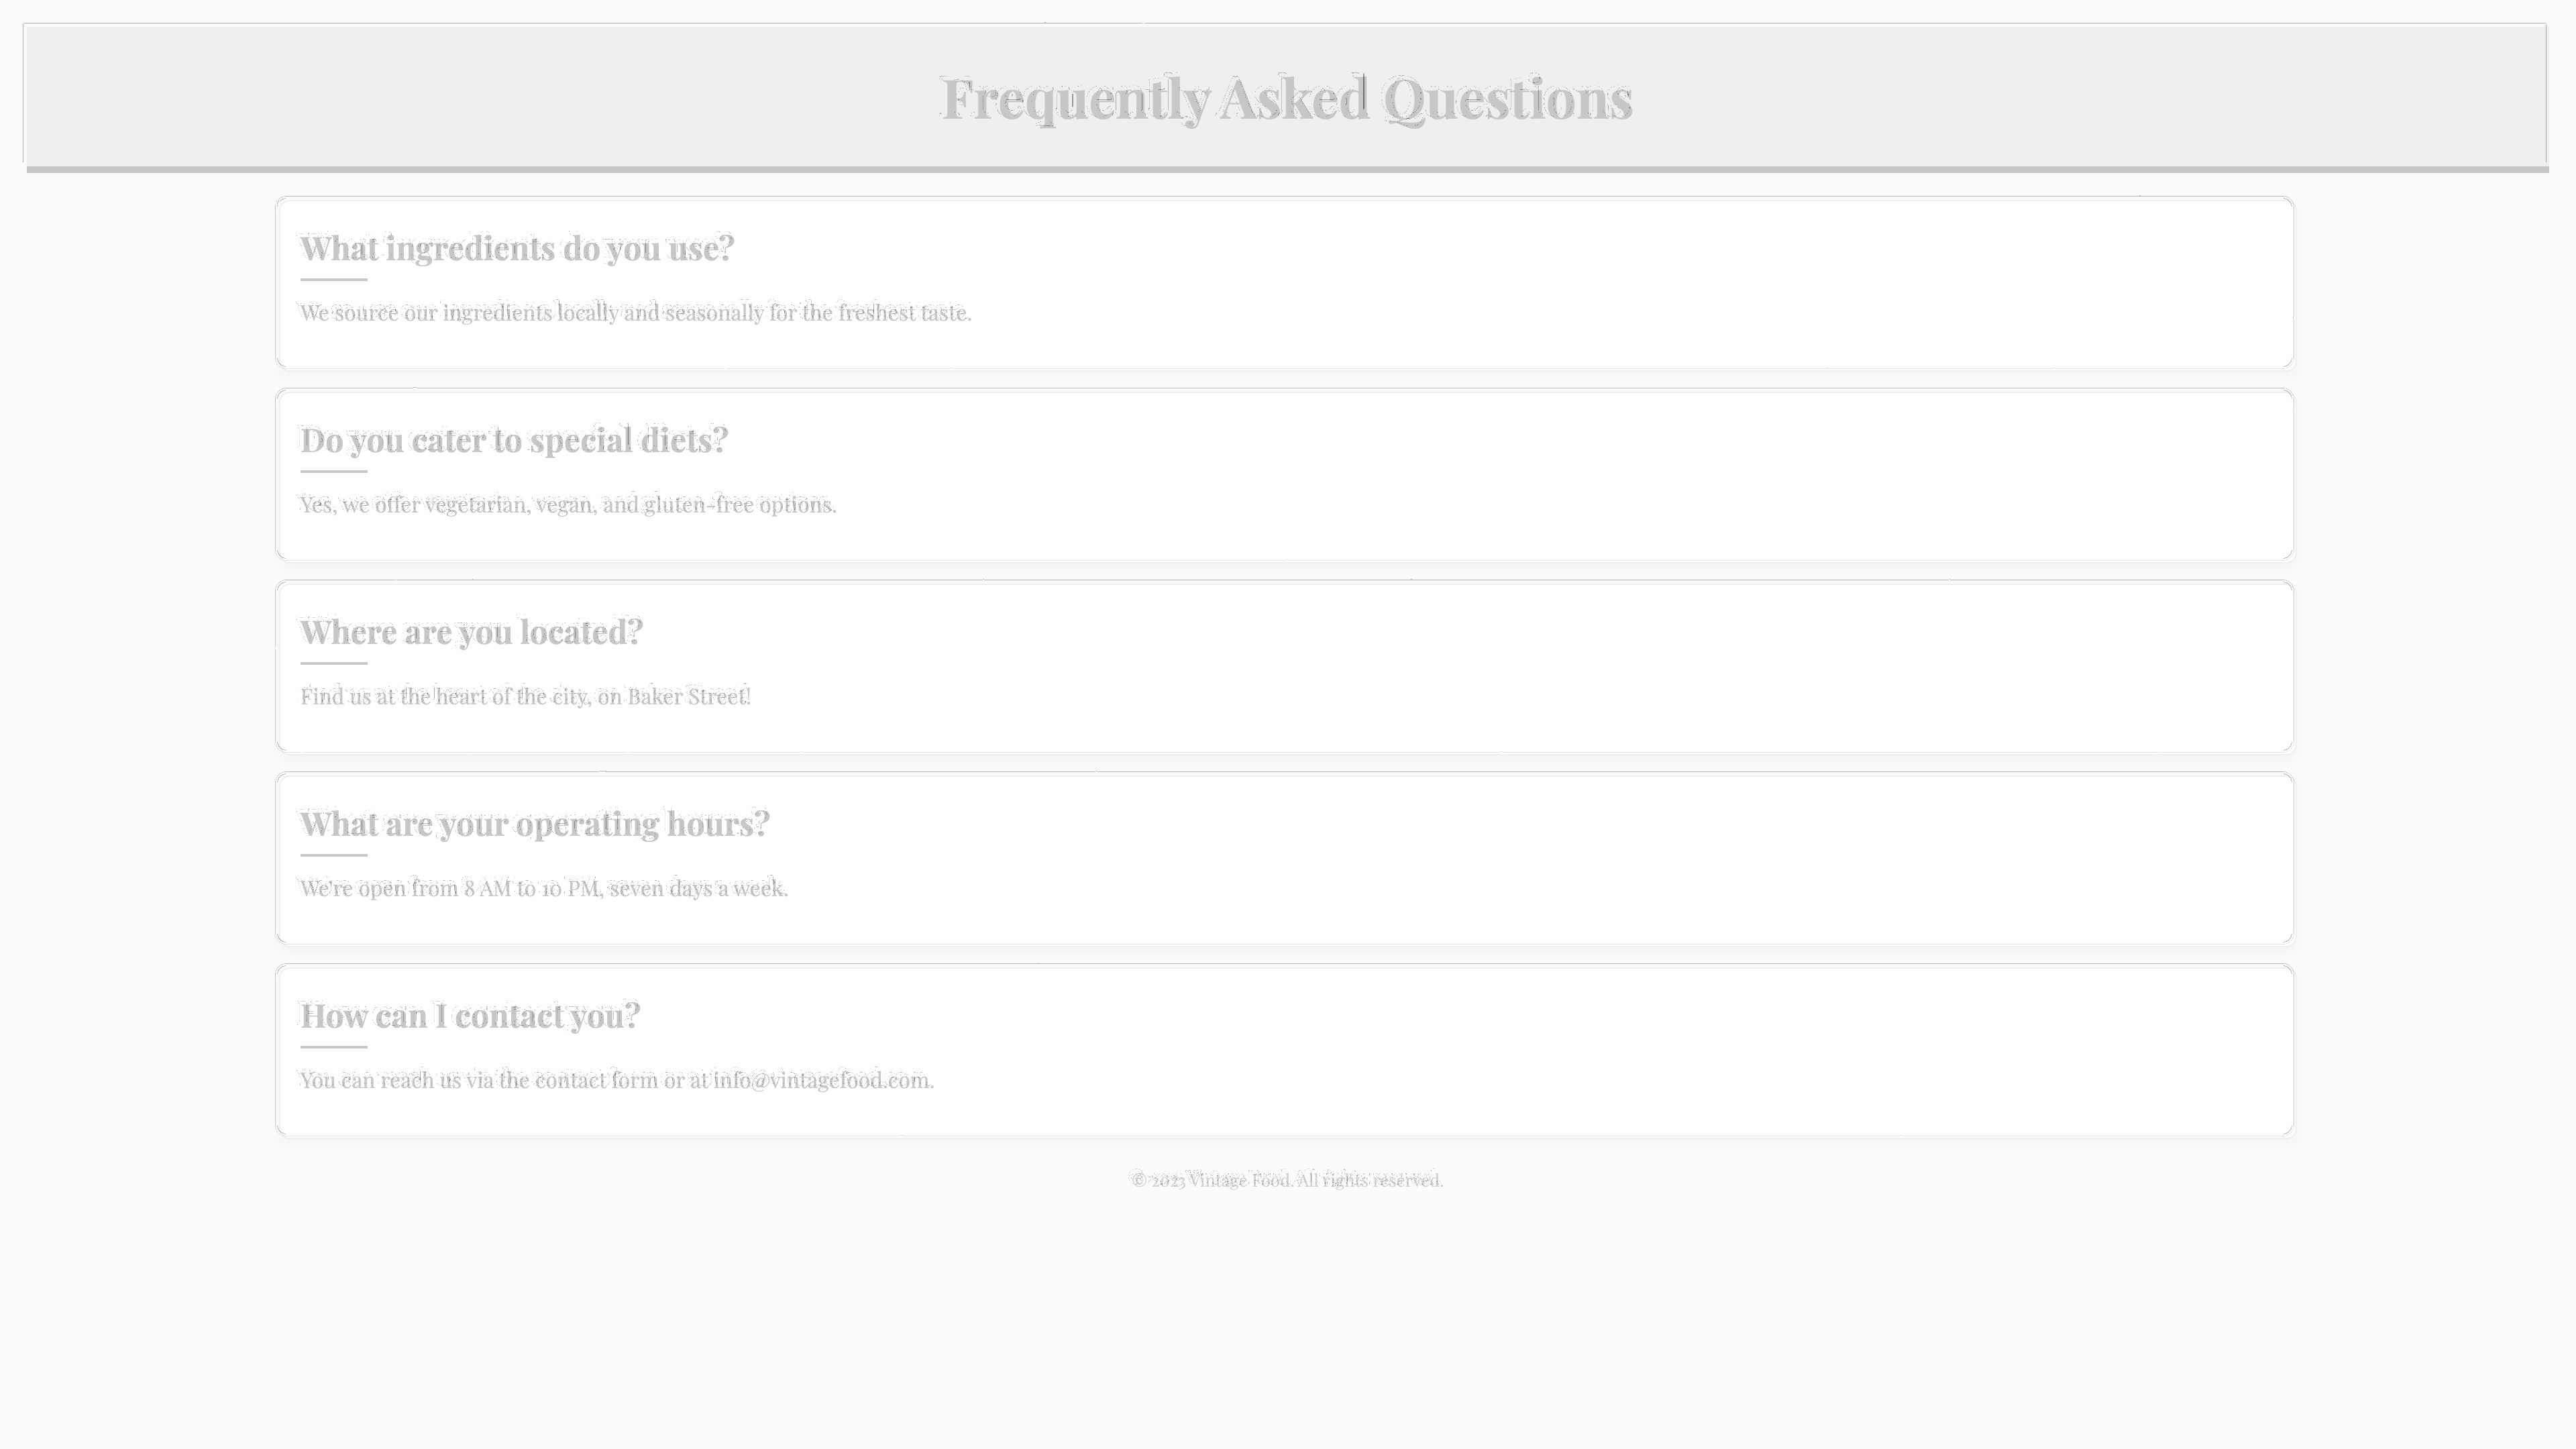 Frequently Asked Questions
What ingredients do you use?
We source our ingredients locally and seasonally for the freshest taste.
Do you cater to special diets?
Yes, we offer vegetarian, vegan, and gluten-free options.
Where are you located?
Find us at the heart of the city, on Baker Street!
What are your operating hours?
We're open from 8 AM to 10 PM, seven days a week.
How can I contact you?
You can reach us via the contact form or at info@vintagefood.com.
© 2023 Vintage Food. All rights reserved.